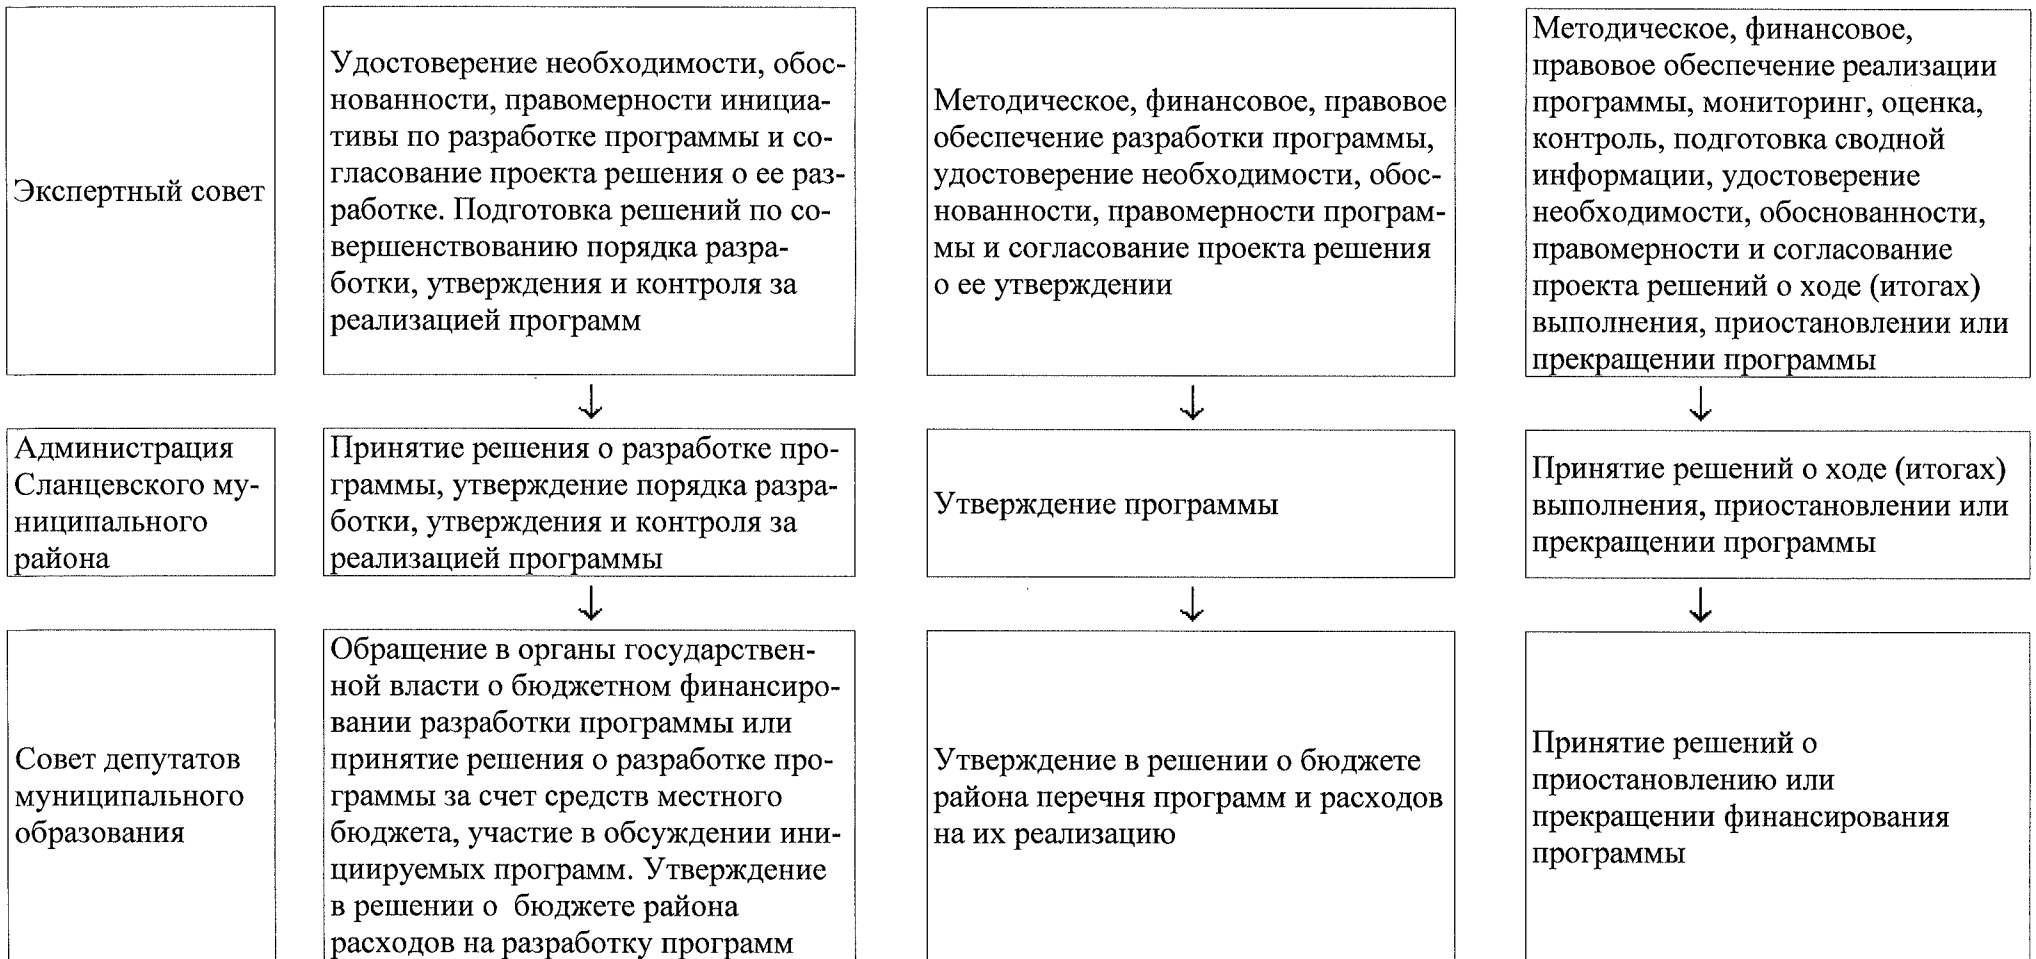 Экспертный совет
Удостоверение необходимости, обос-
нованности, правомерности инициа-
тивы по разработке программы и со-
гласование проекта решения о ее раз-
работке. Подготовка решений по со-
вершенствованию порядка разра-
ботки, утверждения и контроля за
реализацией программ
Методическое, финансовое, правовое
обеспечение разработки программы,
удостоверение необходимости, обос-
нованности, правомерности програм-
мы и согласование проекта решения
о ее утверждении
Методическое, финансовое,
правовое обеспечение реализации
программы, мониторинг, оценка,
контроль, подготовка сводной
информации, удостоверение
необходимости, обоснованности,
правомерности и согласование
проекта решений о ходе (итогах)
выполнения, приостановлении или
прекращении программы
↓
↓
↓
Администрация
Сланцевского му-
ниципального
района
Принятие решения о разработке про-
граммы, утверждение порядка разра-
ботки, утверждения и контроля за
реализацией программы
Утверждение программы
Принятие решений о ходе (итогах)
выполнения, приостановлении или
прекращении программы
↓
↓
↓
Совет депутатов
муниципального
образования
Обращение в органы государствен-
ной власти о бюджетном финансиро-
вании разработки программы или
принятие решения о разработке про-
граммы за счет средств местного
бюджета, участие в обсуждении ини-
циируемых программ. Утверждение
в решении о бюджете района
расходов на разработку программ
Утверждение в решении о бюджете
района перечня программ и расходов
на их реализацию
Принятие решений о
приостановлению или
прекращении финансирования
программы